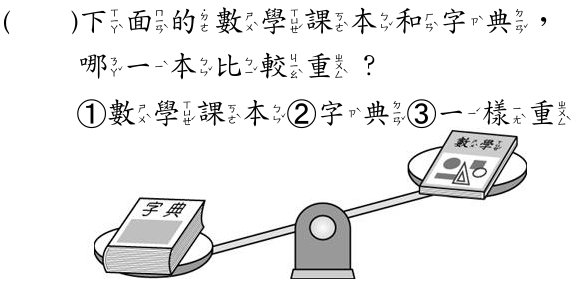 (　　)下面的數學課本和字典，
哪一本比較重？
①數學課本②字典③一樣重
數學
字典